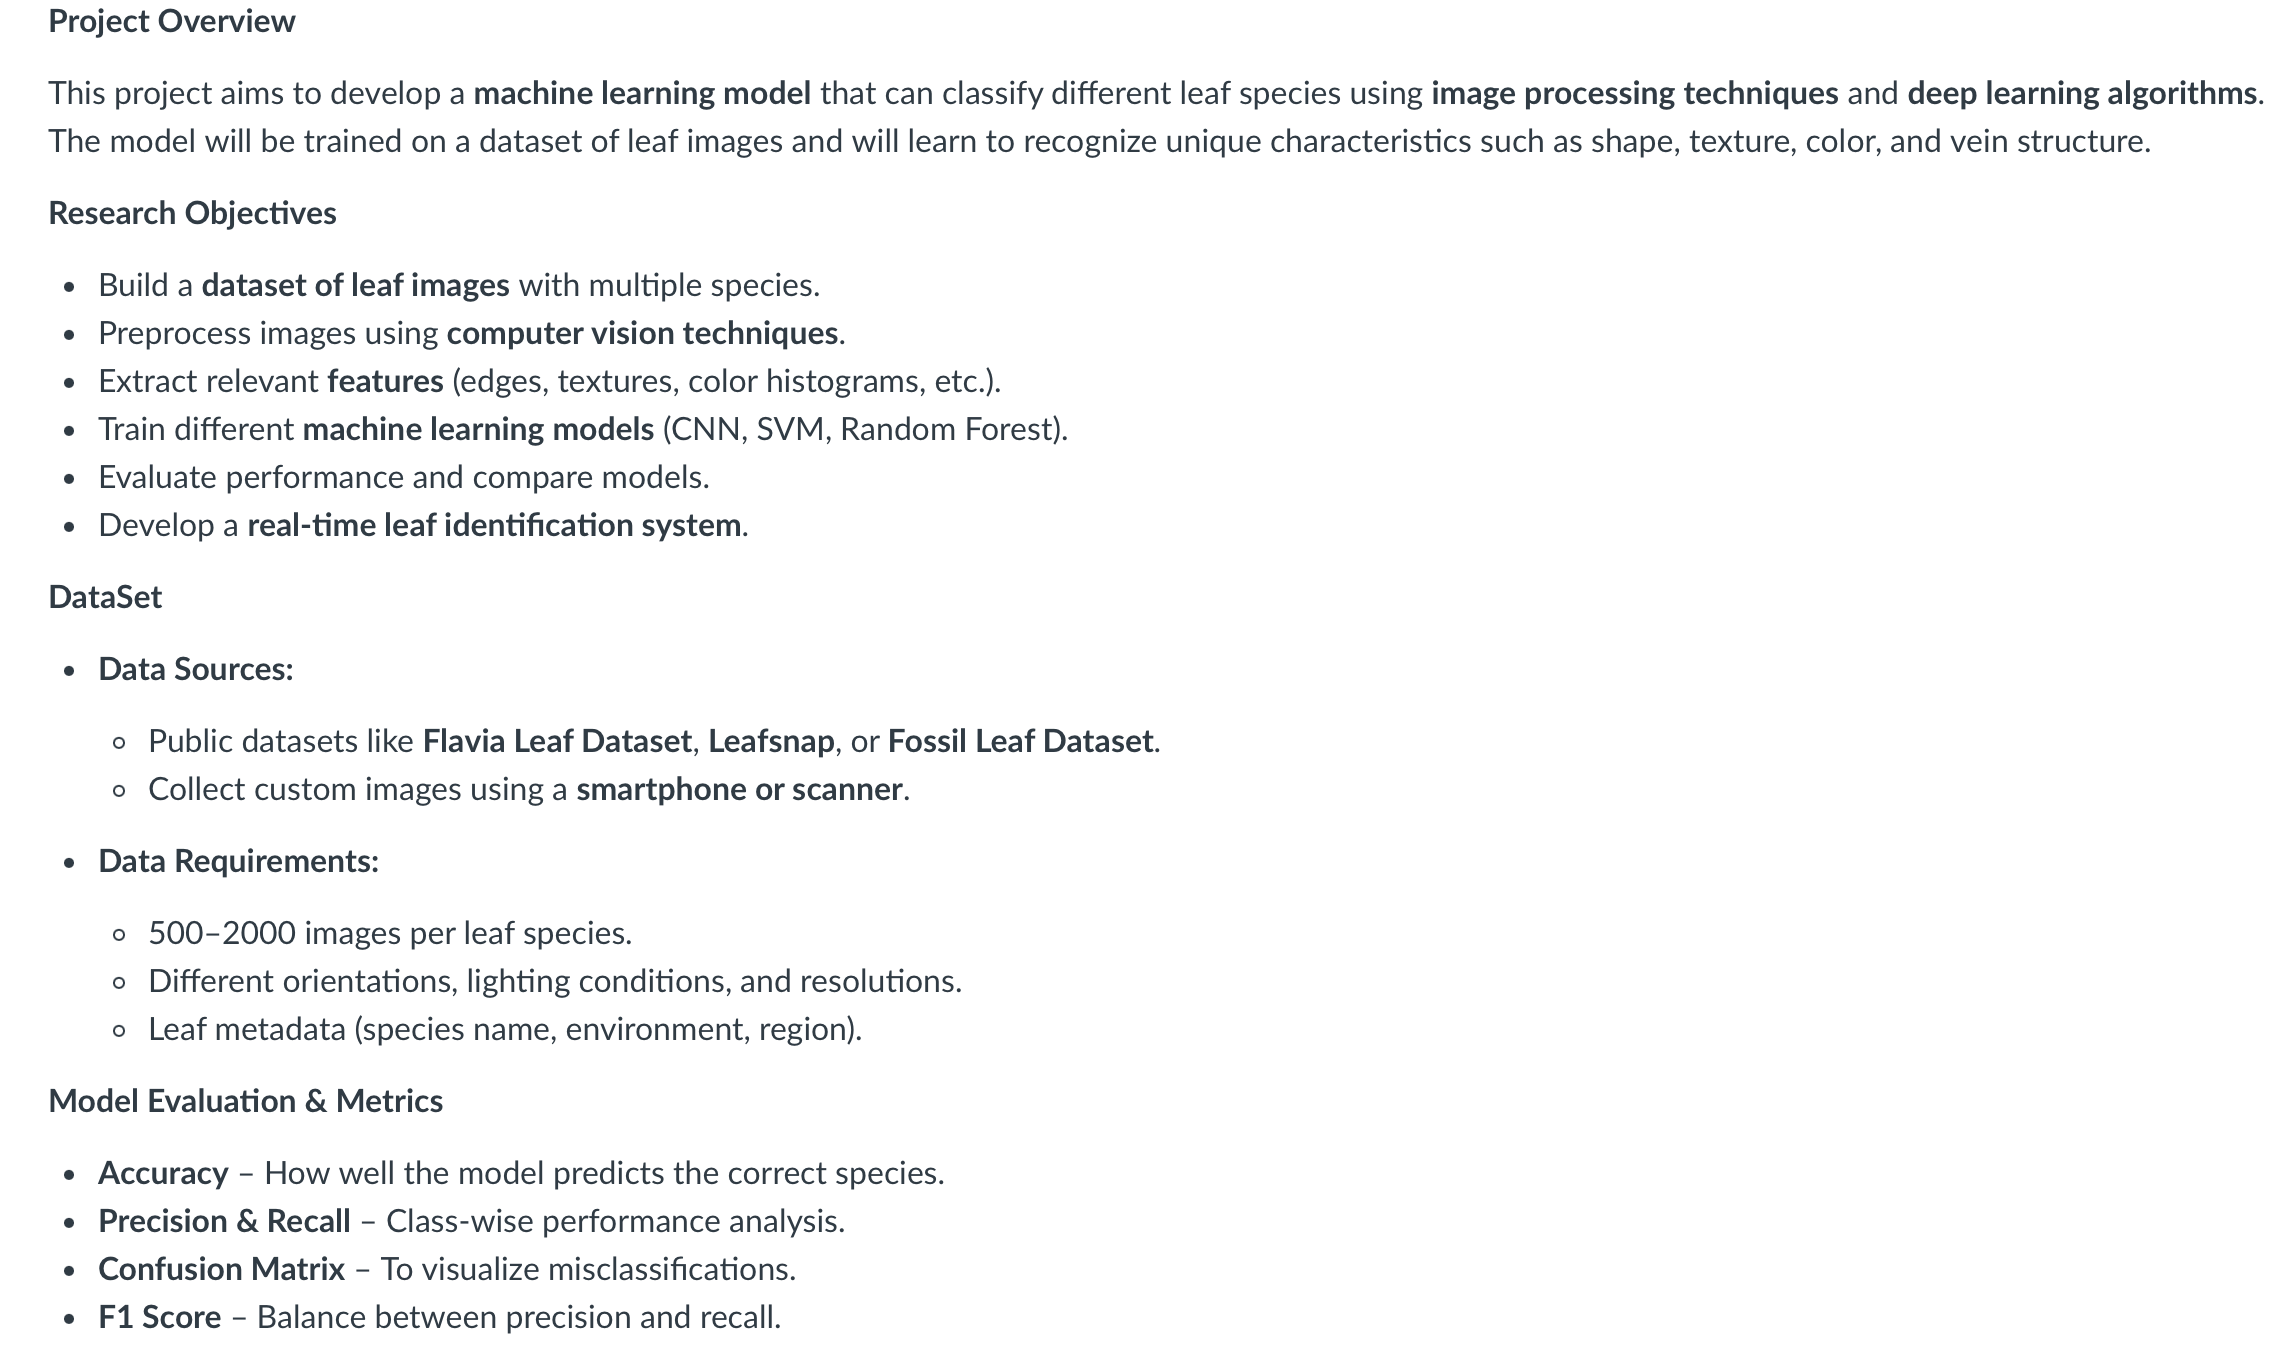 Project Overview
This project aims to develop a machine learning model that can classify different leaf species using image processing techniques and deep learning algorithms.
The model will be trained on a dataset of leaf images and will learn to recognize unique characteristics such as shape, texture, color, and vein structure.
Research Objectives
• Build a dataset of leaf images with multiple species.
• Preprocess images using computer vision techniques.
• Extract relevant features (edges, textures, color histograms, etc.).
• Train different machine learning models (CNN, SVM, Random Forest).
• Evaluate performance and compare models.
• Develop a real-time leaf identification system.
DataSet
• Data Sources:
◦ Public datasets like Flavia Leaf Dataset, Leafsnap, or Fossil Leaf Dataset.
◦ Collect custom images using a smartphone or scanner.
• Data Requirements:
◦ 500–2000 images per leaf species.
◦ Different orientations, lighting conditions, and resolutions.
◦ Leaf metadata (species name, environment, region).
Model Evaluation & Metrics
• Accuracy – How well the model predicts the correct species.
• Precision & Recall – Class-wise performance analysis.
• Confusion Matrix – To visualize misclassifications.
• F1 Score – Balance between precision and recall.